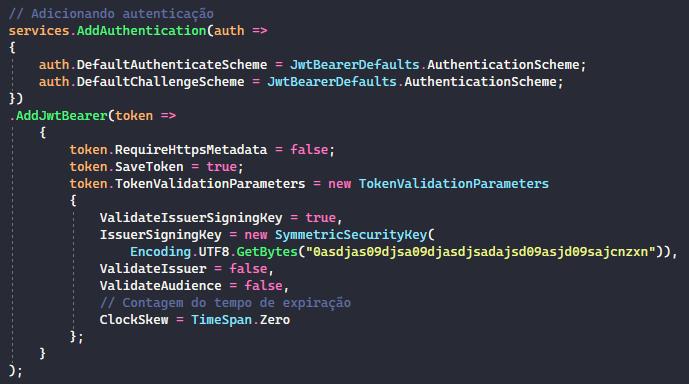 // Adicionando autenticação
services.AddAuthentication(auth =>
{
    auth.DefaultAuthenticateScheme = JwtBearerDefaults.AuthenticationScheme;
    auth.DefaultChallengeScheme = JwtBearerDefaults.AuthenticationScheme;
})
.AddJwtBearer(token =>
    {
        token.RequireHttpsMetadata = false;
        token.SaveToken = true;
        token.TokenValidationParameters = new TokenValidationParameters
        {
            ValidateIssuerSigningKey = true,
            IssuerSigningKey = new SymmetricSecurityKey(
                Encoding.UTF8.GetBytes("0asdjas09djsa09djasdjsadajsd09asjd09sajcnzxn")),
            ValidateIssuer = false,
            ValidateAudience = false,
            // Contagem do tempo de expiração
            ClockSkew = TimeSpan.Zero
        };
    }
);